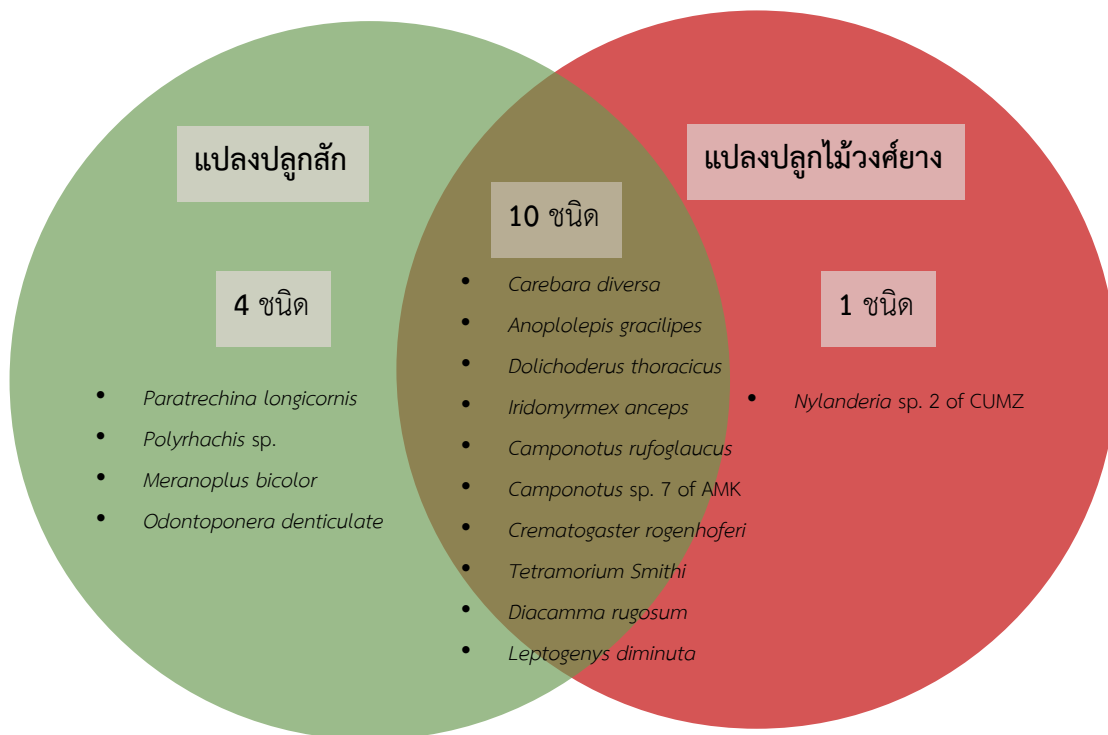 แปลงปลูกสัก
4 ชนิด
• Paratrechina longicornis
• Polyrhachis sp.
• Meranoplus bicolor
• Odontoponera denticulate
10 ชนิด
• Carebara diversa
• Anoplolepis gracilipes
• Dolichoderus thoracicus
• Iridomyrmex anceps
• Camponotus rufoglaucus
• Camponotus sp. 7 of AMK
• Crematogaster rogenhoferi
• Tetramorium Smithi
• Diacamma rugosum
• Leptogenys diminuta
แปลงปลูกไม้วงศ์ยาง
1 ชนิด
• Nylanderia sp. 2 of CUMZ